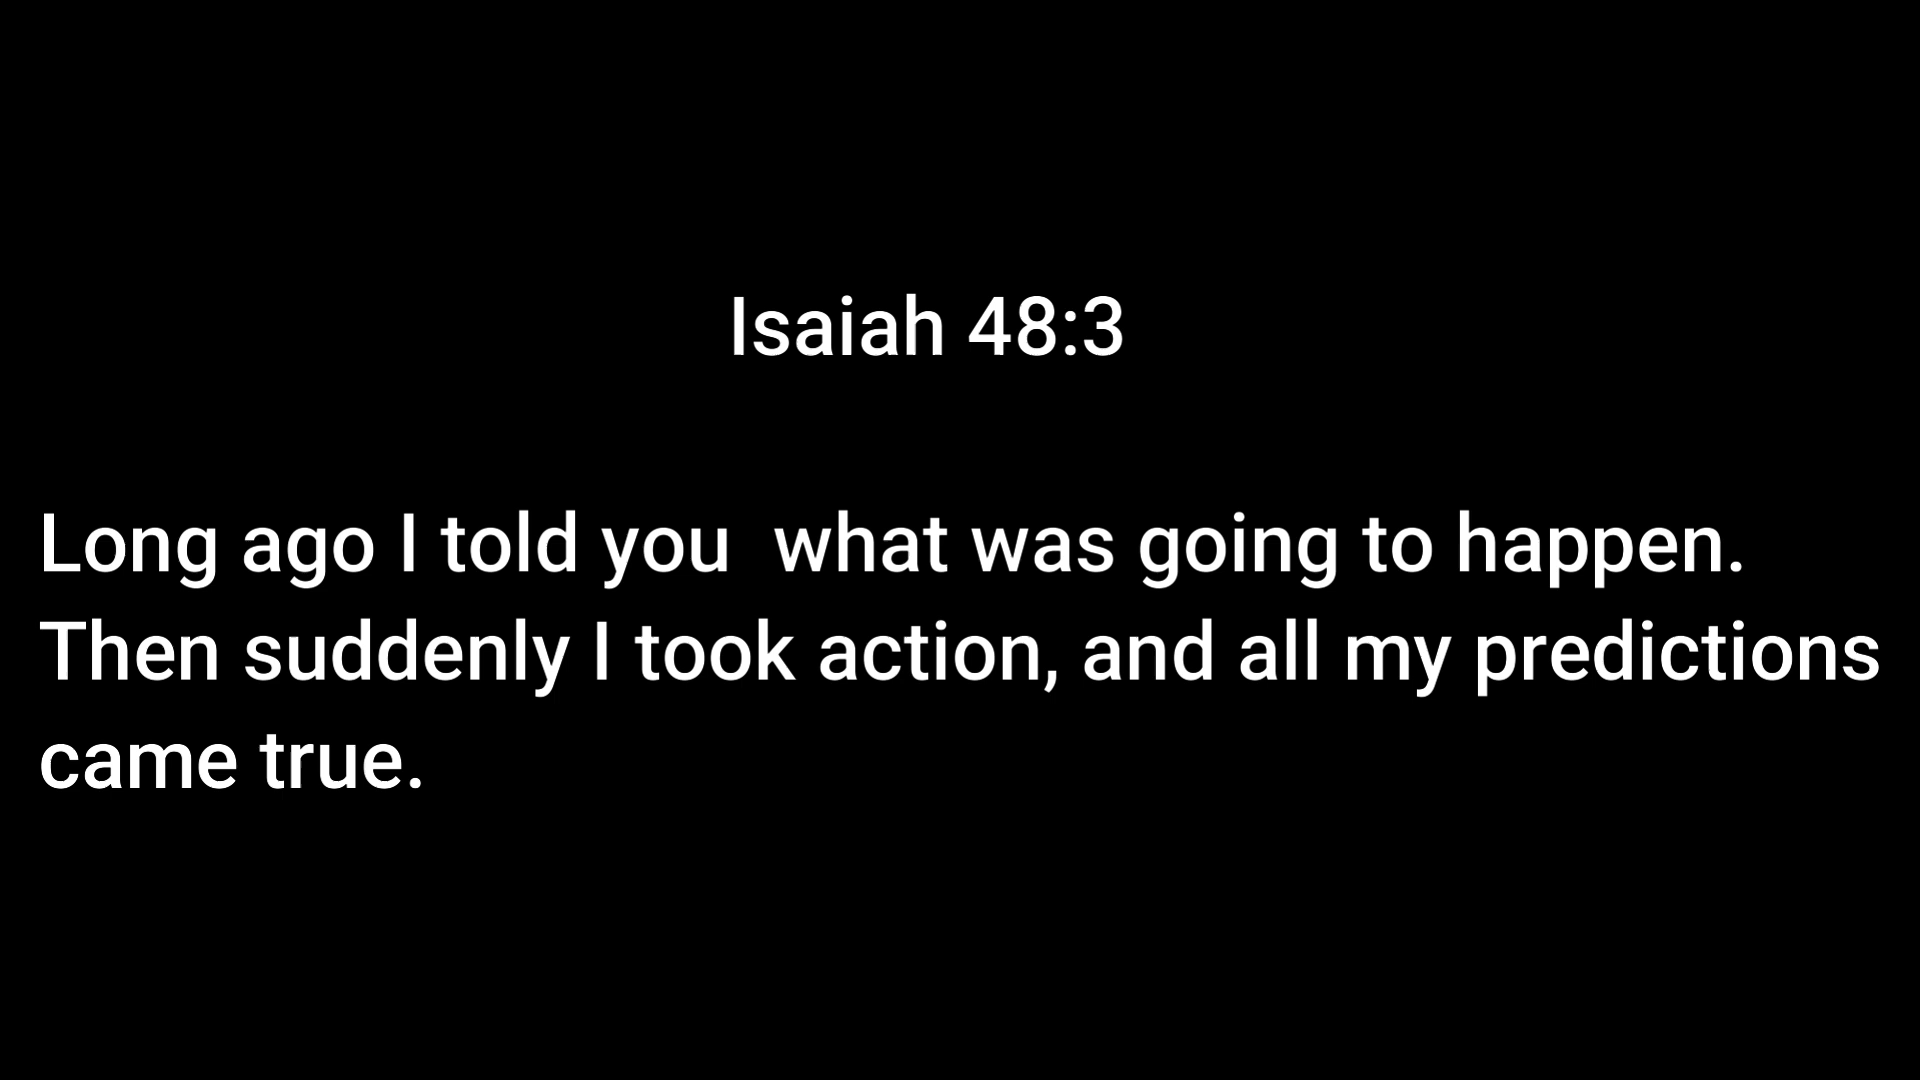 Isaiah 48:3
Long ago I told you  what was going to happen.
Then suddenly I took action, and all my predictions
came true.